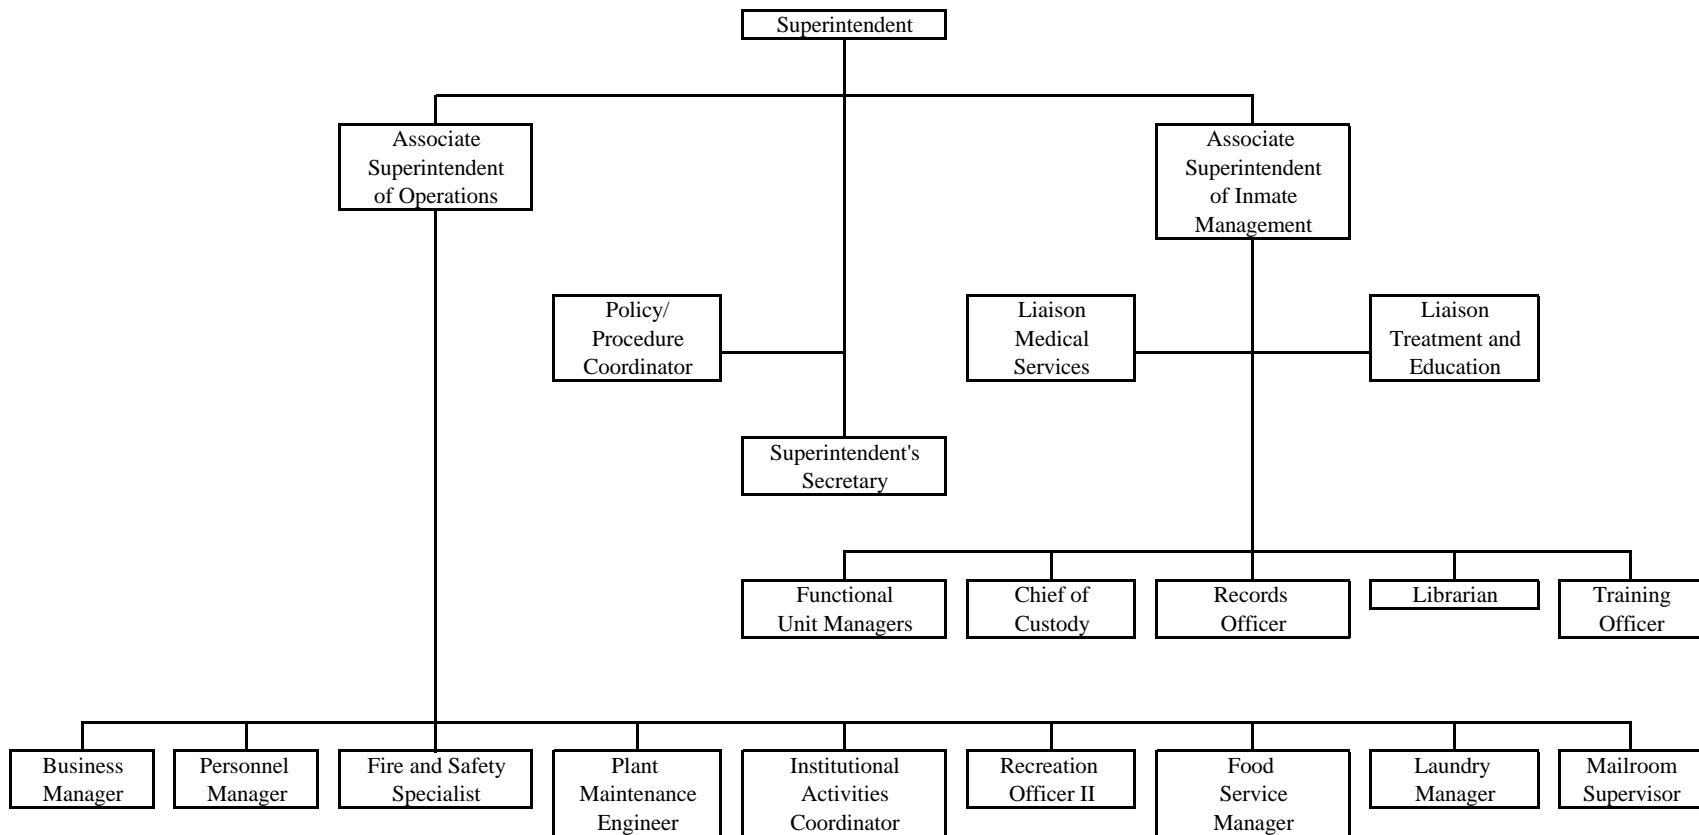 Superintendent
Associate
Superintendent
of Operations
Associate
Superintendent
of Inmate
Management
Policy/
Procedure
Coordinator
Liaison
Medical
Services
Liaison
Treatment and
Education
Superintendent's
Secretary
Functional
Unit Managers
Chief of
Custody
Records
Officer
Librarian
Training
Officer
Business
Manager
Personnel
Manager
Fire and Safety
Specialist
Plant
Maintenance
Engineer
Institutional
Activities
Coordinator
Recreation
Officer II
Food
Service
Manager
Laundry
Manager
Mailroom
Supervisor